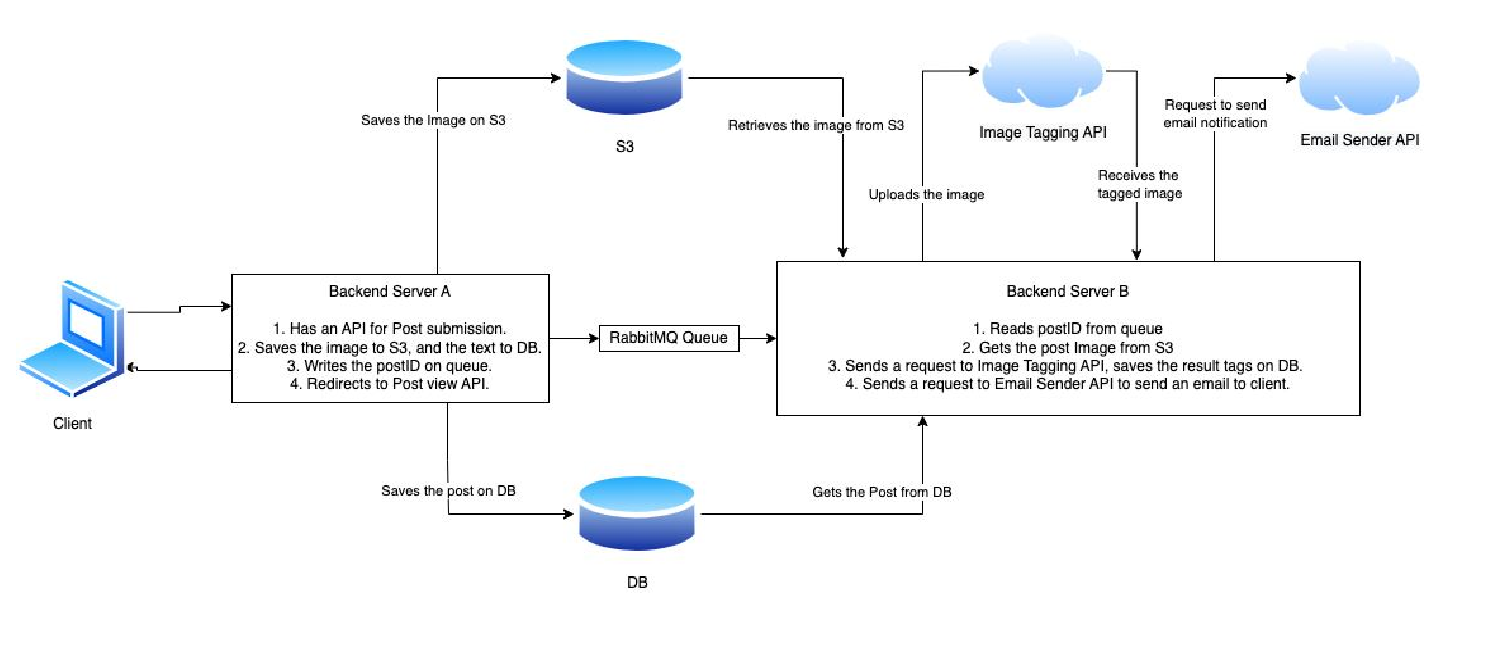 Saves the Image on S3
S3
Retrieves the image from S3
Uploads the image
Image Tagging API
Receives the
tagged image
Request to send
email notification
Email Sender API
Client
Backend Server A
1. Has an API for Post submission.
2. Saves the image to S3, and the text to DB.
3. Writes the postID on queue.
4. Redirects to Post view API.
RabbitMQ Queue
Backend Server B
1. Reads postID from queue
2. Gets the post Image from S3
3. Sends a request to Image Tagging API, saves the result tags on DB.
4. Sends a request to Email Sender API to send an email to client.
Saves the post on DB
DB
Gets the Post from DB